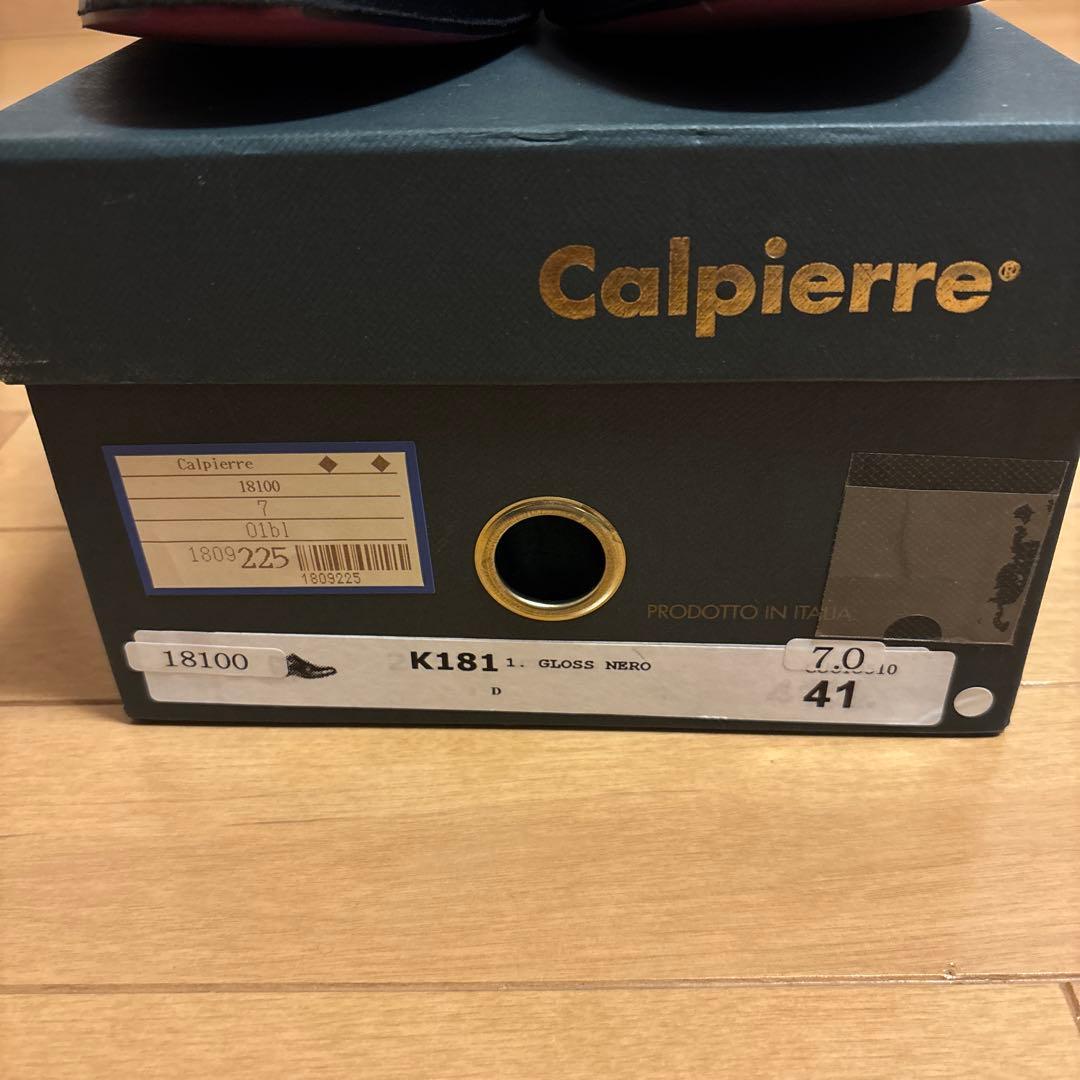 Calpierre®
Calpierre ◆ ◆
18100
7
01bl
1809225
1809225
PRODOTTO IN ITALIA
18100 K181 1. GLOSS NERO 7.0
D 41